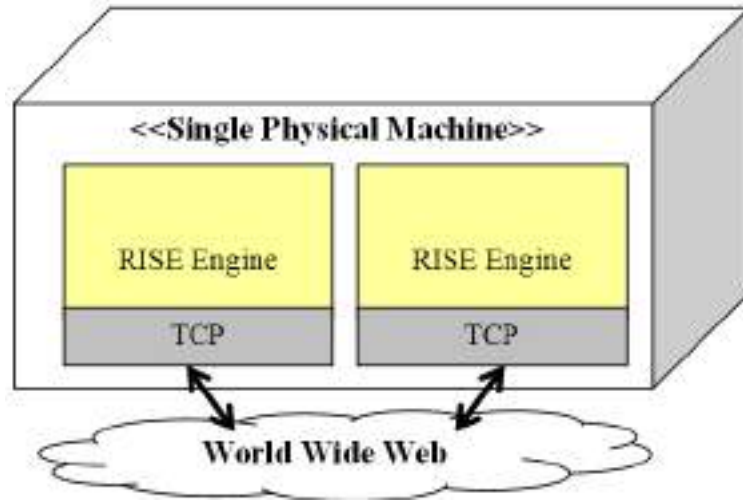 <<Single Physical Machine>>
RISE Engine
RISE Engine
TCP
TCP
World Wide Web